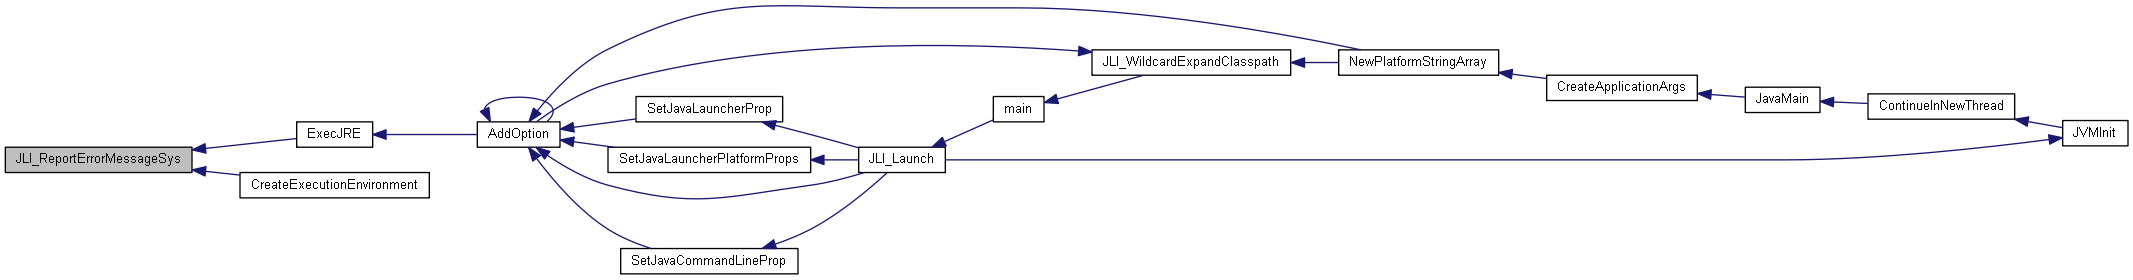 JLI_ReportErrorMessageSys
ExecJRE
CreateExecutionEnvironment
AddOption
SetJavaLauncherProp
SetJavaLauncherPlatformProps
SetJavaCommandLineProp
JLI_Launch
main
JLI_WildcardExpandClasspath
NewPlatformStringArray
CreateApplicationArgs
JavaMain
ContinueInNewThread
JVMInit